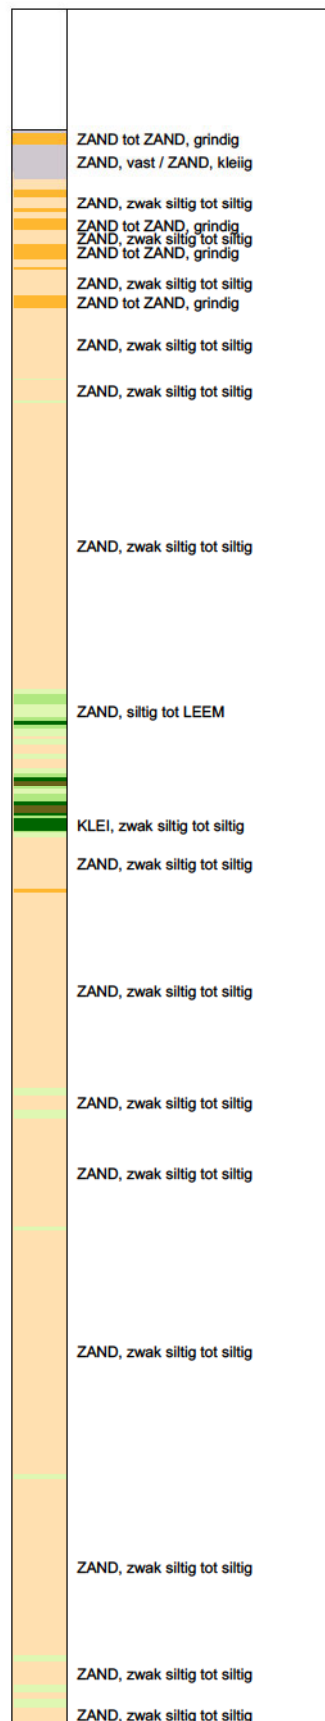 ZAND tot ZAND, grindig
ZAND, vast / ZAND, kleiig
ZAND, zwak siltig tot siltig
ZAND tot ZAND, grindig
ZAND, zwak siltig tot siltig
ZAND tot ZAND, grindig
ZAND, zwak siltig tot siltig
ZAND tot ZAND, grindig
ZAND, zwak siltig tot siltig
ZAND, zwak siltig tot siltig
ZAND, zwak siltig tot siltig
ZAND, siltig tot LEEM
KLEI, zwak siltig tot siltig
ZAND, zwak siltig tot siltig
ZAND, zwak siltig tot siltig
ZAND, zwak siltig tot siltig
ZAND, zwak siltig tot siltig
ZAND, zwak siltig tot siltig
ZAND, zwak siltig tot siltig
ZAND, zwak siltig tot siltig
ZAND, zwak siltig tot siltig